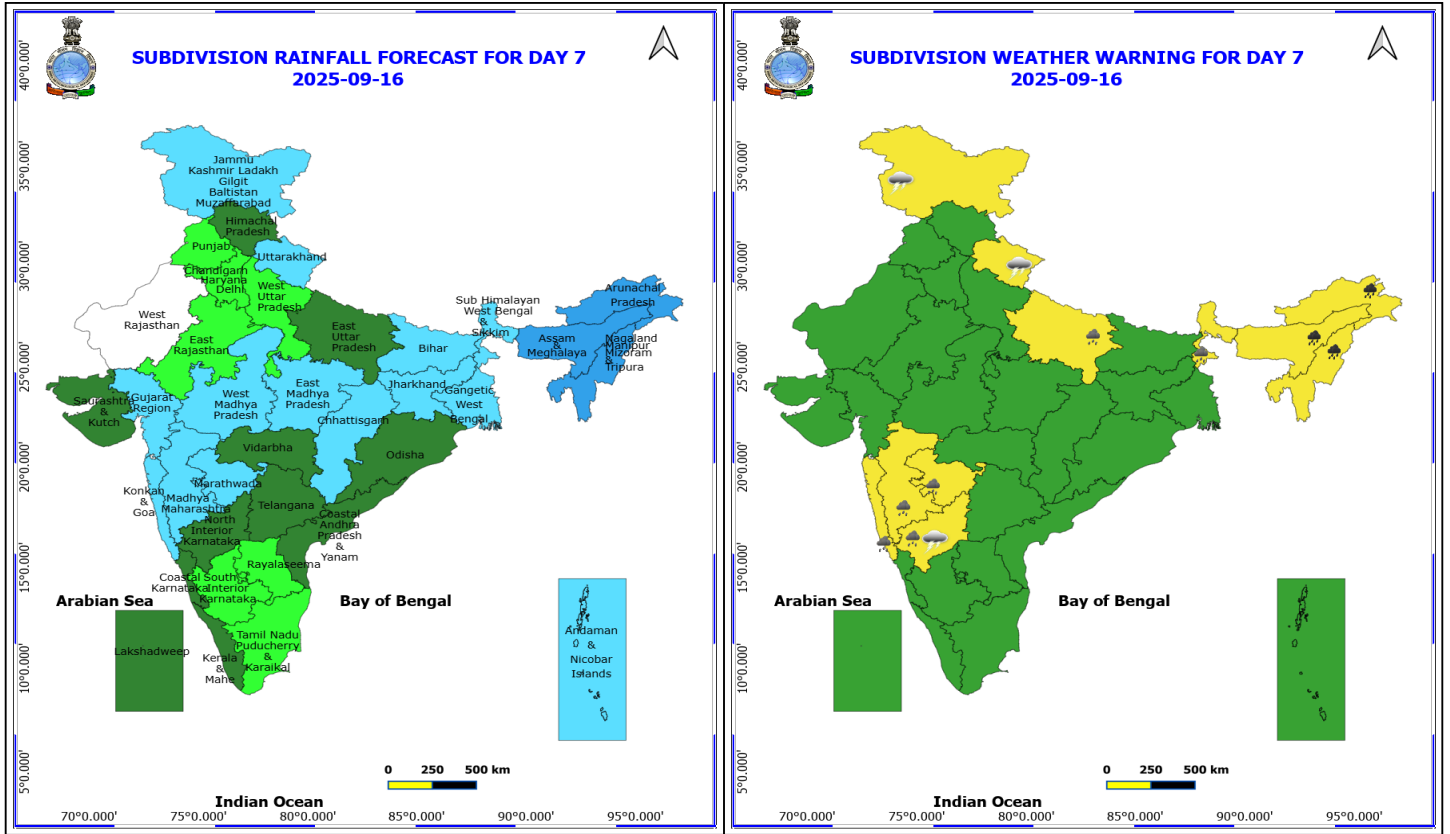 SUBDIVISION RAINFALL FORECAST FOR DAY 7
2025-09-16
40°0.000'
35°0.000'
30°0.000'
25°0.000'
20°0.000'
15°0.000'
10°0.000'
5°0.000'
Jammu
Kashmir Ladakh
Gilgit
Baltistan
Muzaffarabad
Himachal
Pradesh
Punjab
Uttarakhand
Chandigarh
Haryana
Delhi
West
Uttar
Pradesh
West
Rajasthan
East
Rajasthan
East
Uttar
Pradesh
Sub Himalayan
West Bengal
&
Sikkim
Arunachal
Pradesh
Assam
&
Meghalaya
Nagaland
Manipur
Mizoram
&
Tripura
Bihar
Jharkhand
Gangetic
West
Bengal
Saurashtra
&
Kutch
Gujarat
Region
West
Madhya
Pradesh
East
Madhya
Pradesh
Chhattisgarh
Vidarbha
Odisha
Konkan
&
Goa
Madhya
Maharashtra
Marathwada
Telangana
North
Interior
Karnataka
Coastal
Andhra
Pradesh
&
Yanam
Rayalaseema
Coastal
Karnataka
South
Interior
Karnataka
Tamil Nadu
Puducherry
&
Karaikal
Kerala
&
Mahe
Lakshadweep
Andaman
&
Nicobar
Islands
Arabian Sea
Bay of Bengal
0 250 500 km
Indian Ocean
70°0.000' 75°0.000' 80°0.000' 85°0.000' 90°0.000' 95°0.000'
SUBDIVISION WEATHER WARNING FOR DAY 7
2025-09-16
40°0.000'
35°0.000'
30°0.000'
25°0.000'
20°0.000'
15°0.000'
10°0.000'
5°0.000'
Arabian Sea
Bay of Bengal
0 250 500 km
Indian Ocean
70°0.000' 75°0.000' 80°0.000' 85°0.000' 90°0.000' 95°0.000'